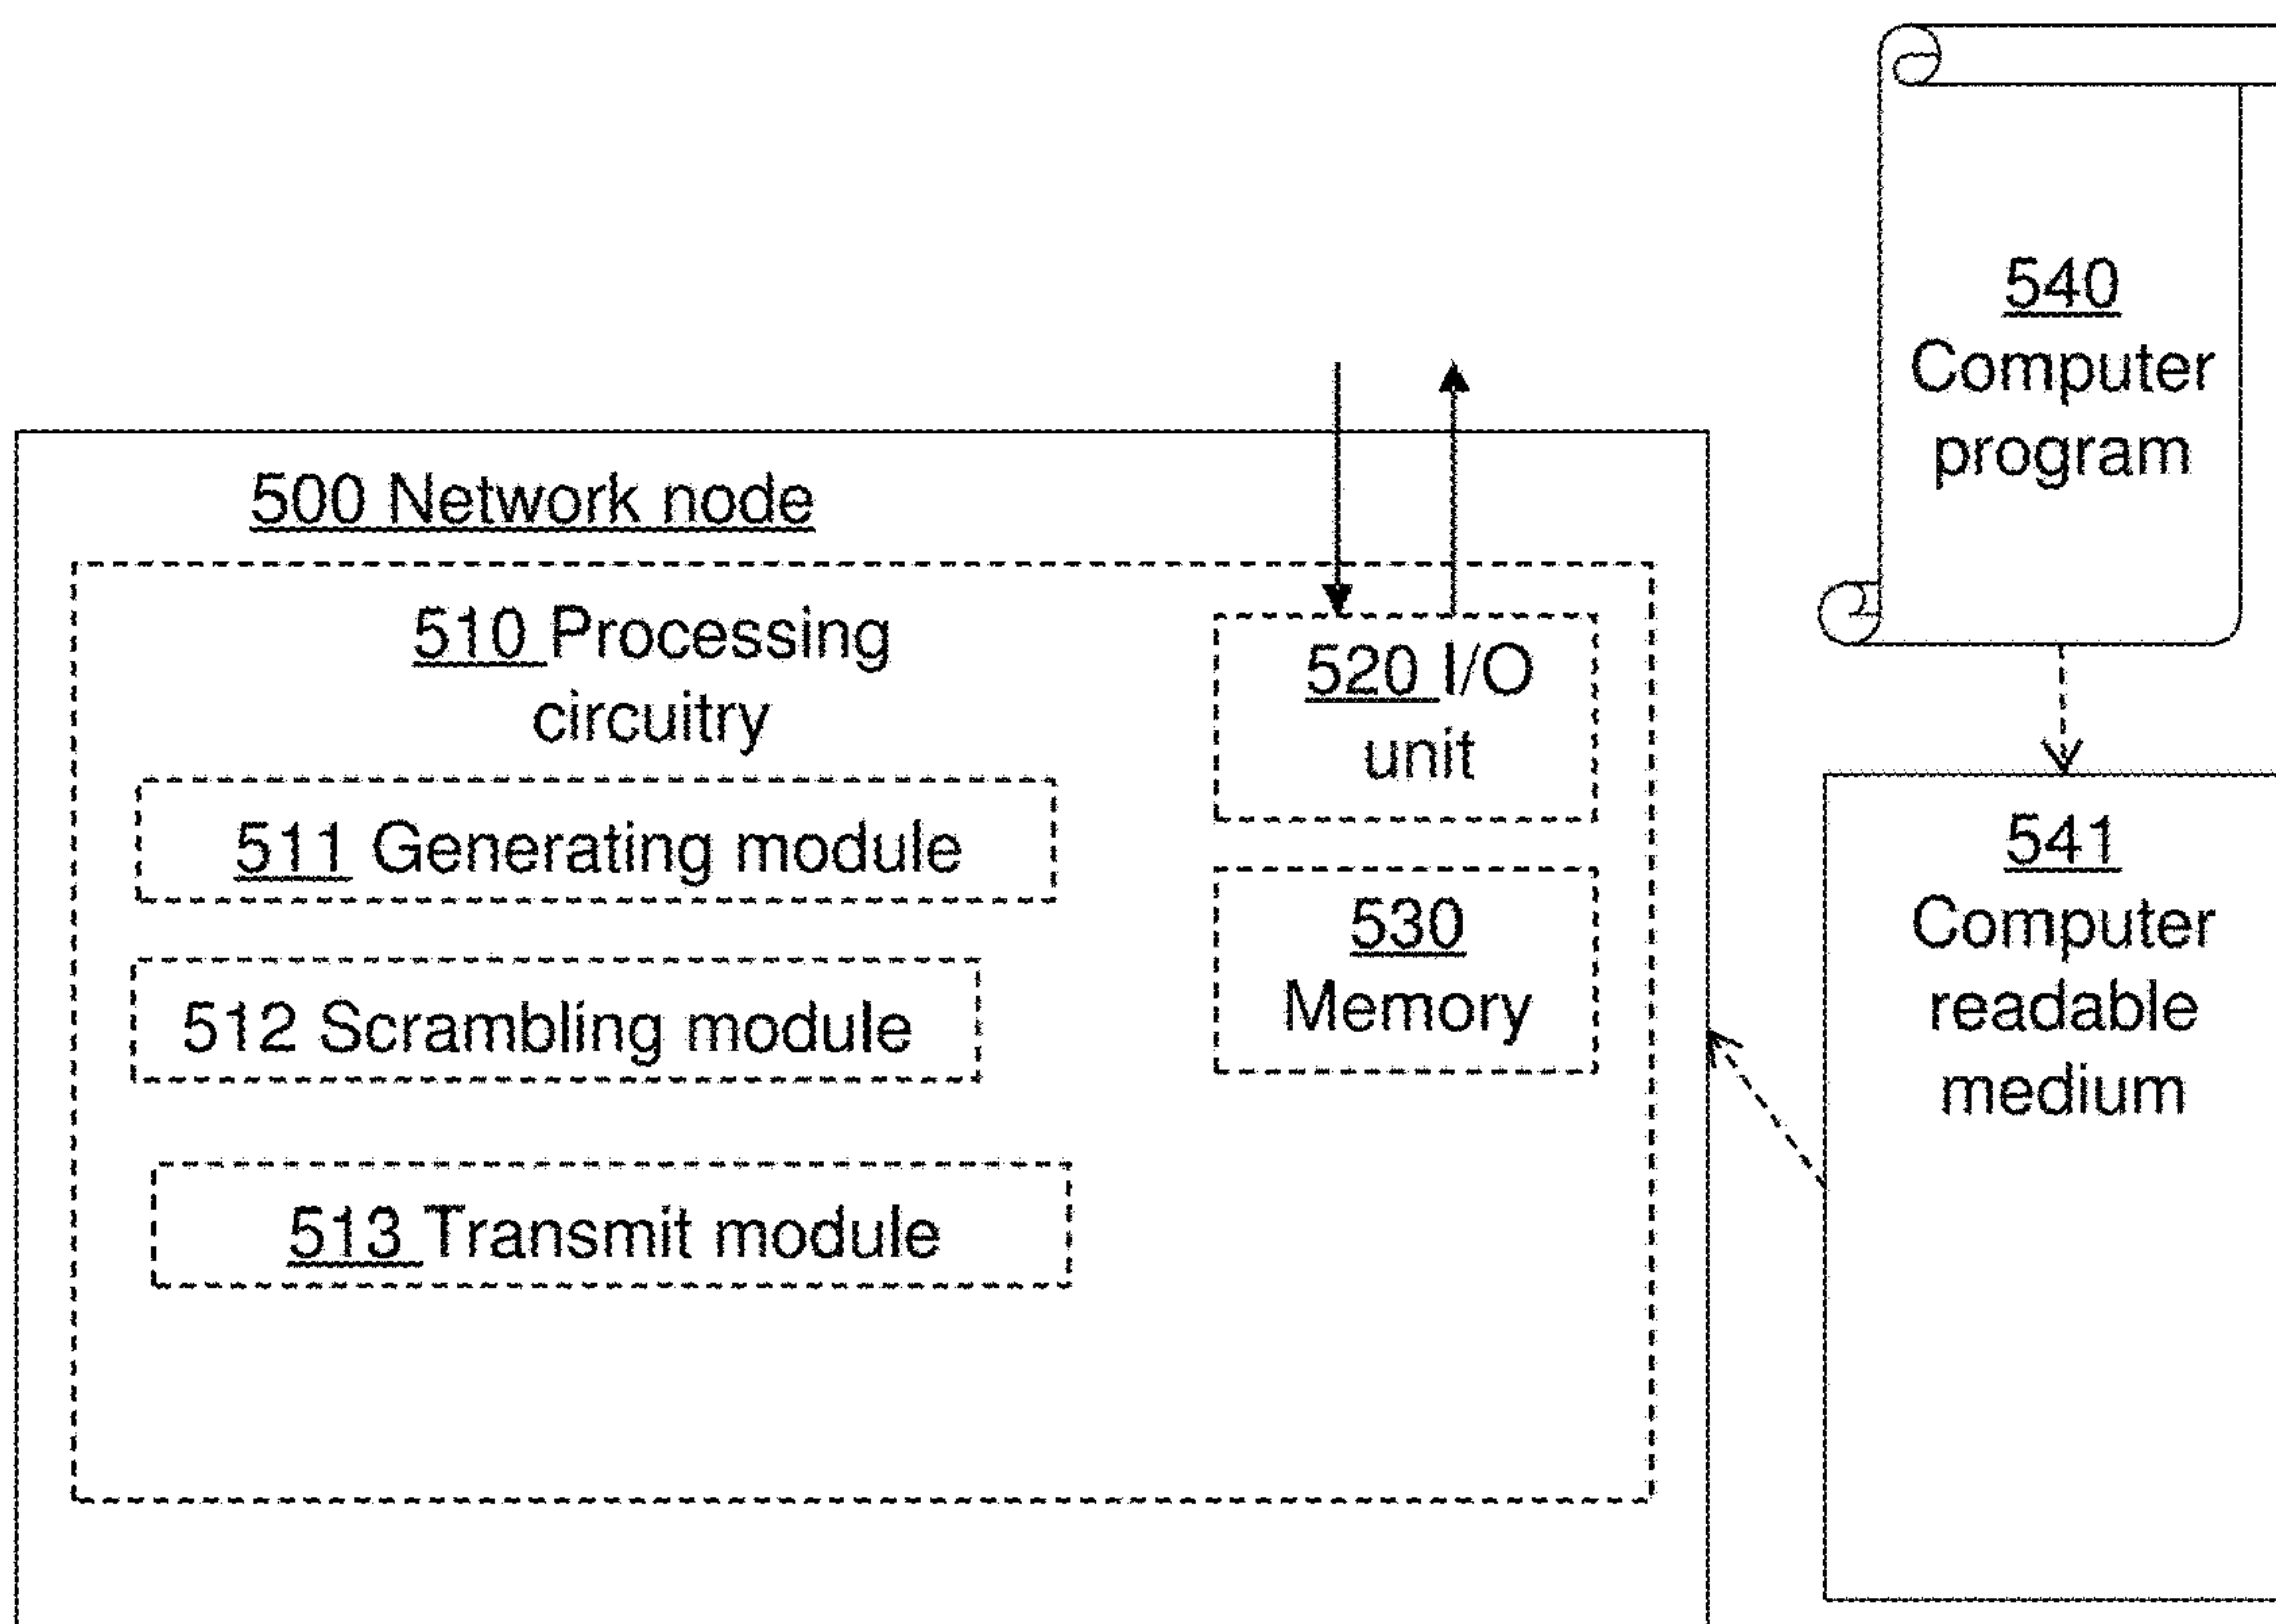 540
Computer
program
500 Network node
510 Processing
circuitry
520 I/O
unit
511 Generating module
530
Memory
512 Scrambling module
513 Transmit module
541
Computer
readable
medium